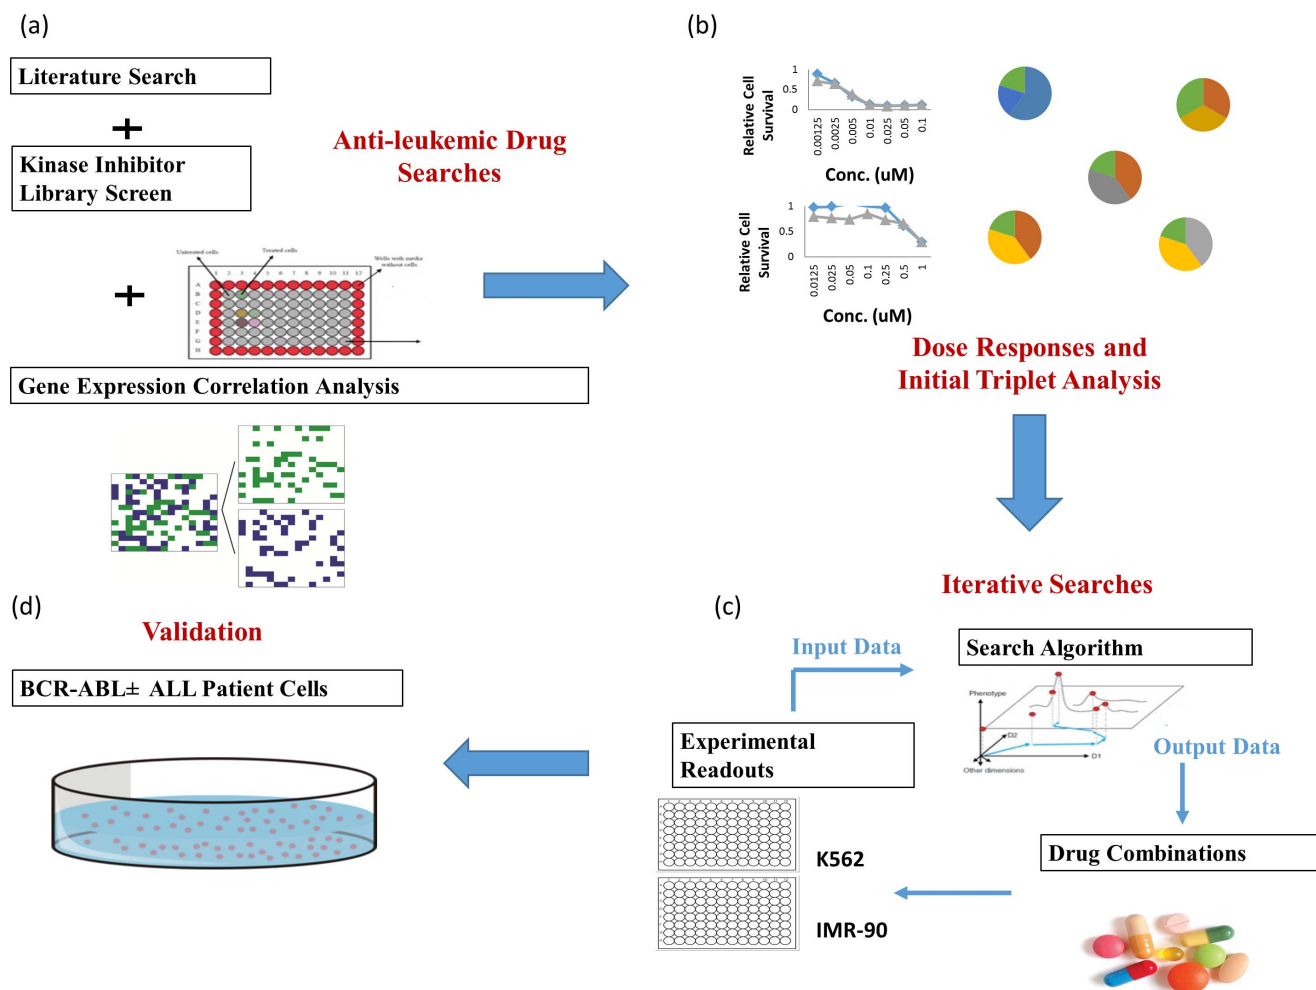 (a)
Literature Search
+
Kinase Inhibitor
Library Screen
+
Anti-leukemic Drug
Searches
Untreated cells
Treated cells
Wells with media
without cells
1 2 3 4 5 6 7 8 9 10 11 12
A
B
C
D
E
F
G
H
Gene Expression Correlation Analysis
(b)
Relative Cell
Survival
1
0.5
0
0.00125
0.0025
0.005
0.01
0.025
0.05
0.1
Conc. (uM)
Relative Cell
Survival
1
0.5
0
0.0125
0.025
0.05
0.1
0.25
0.5
1
Conc. (uM)
Dose Responses and
Initial Triplet Analysis
Iterative Searches
(c)
Input Data
Search Algorithm
Phenotype
D2
D1
Other dimensions
Output Data
Experimental
Readouts
K562
IMR-90
Drug Combinations
(d)
Validation
BCR-ABL± ALL Patient Cells